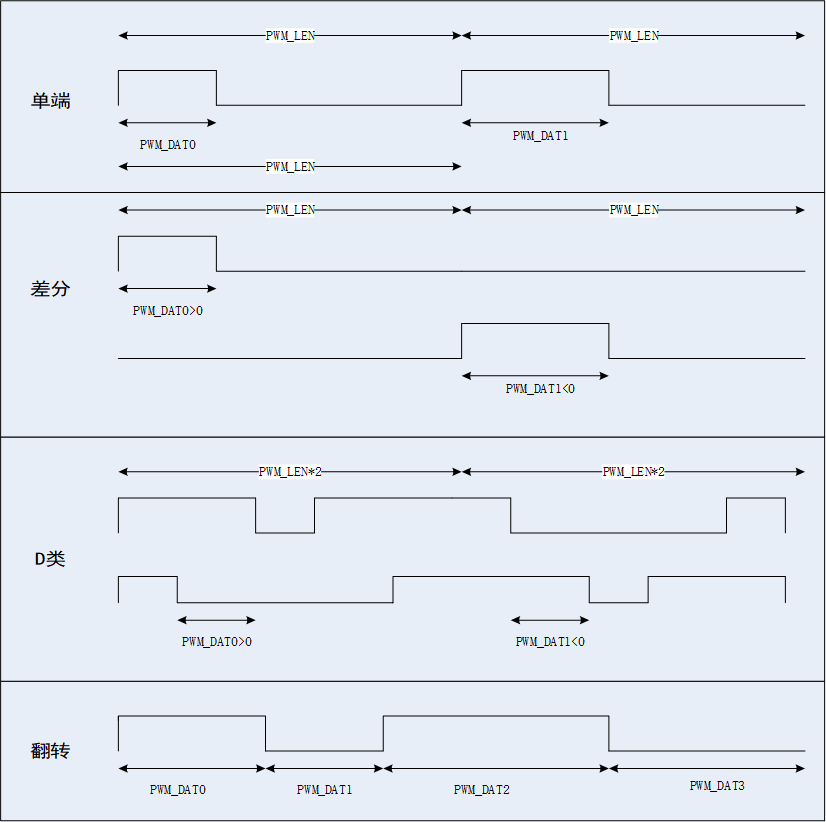 PWM_LEN PWM_LEN
单端
PWM_DAT0 PWM_DAT1
PWM_LEN
PWM_LEN PWM_LEN
差分
PWM_DAT0>0
PWM_DAT1<0
PWM_LEN*2 PWM_LEN*2
D类
PWM_DAT0>0 PWM_DAT1<0
翻转
PWM_DAT0 PWM_DAT1 PWM_DAT2 PWM_DAT3